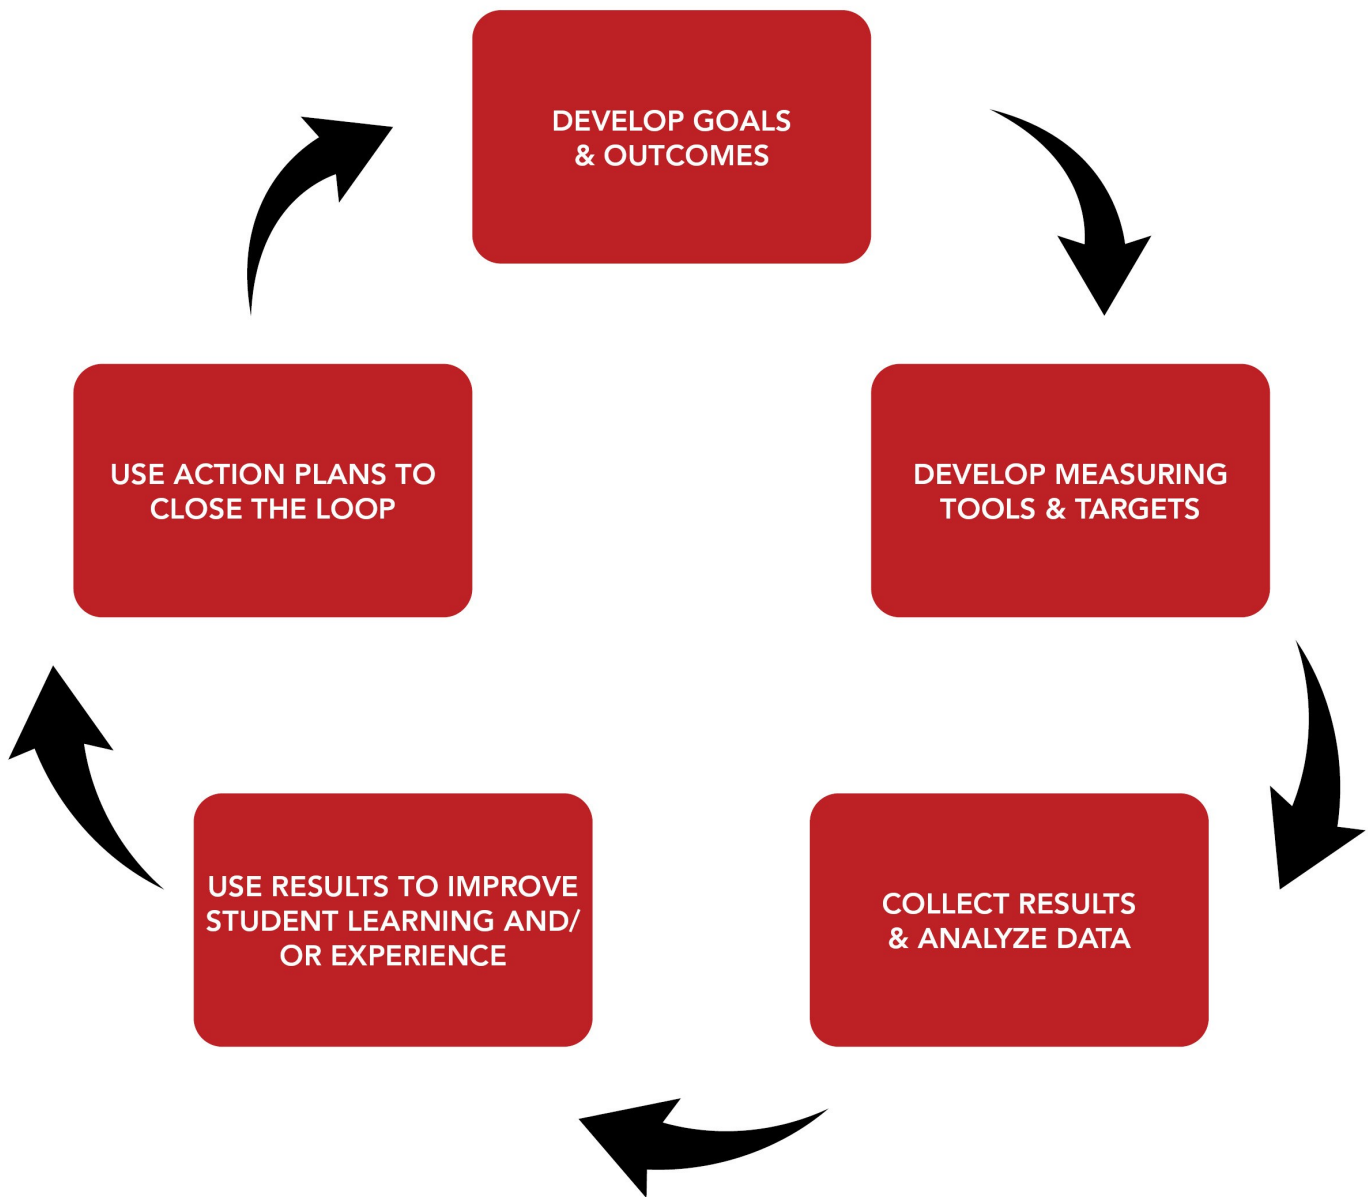 DEVELOP GOALS
& OUTCOMES
DEVELOP MEASURING
TOOLS & TARGETS
COLLECT RESULTS
& ANALYZE DATA
USE RESULTS TO IMPROVE
STUDENT LEARNING AND/
OR EXPERIENCE
USE ACTION PLANS TO
CLOSE THE LOOP